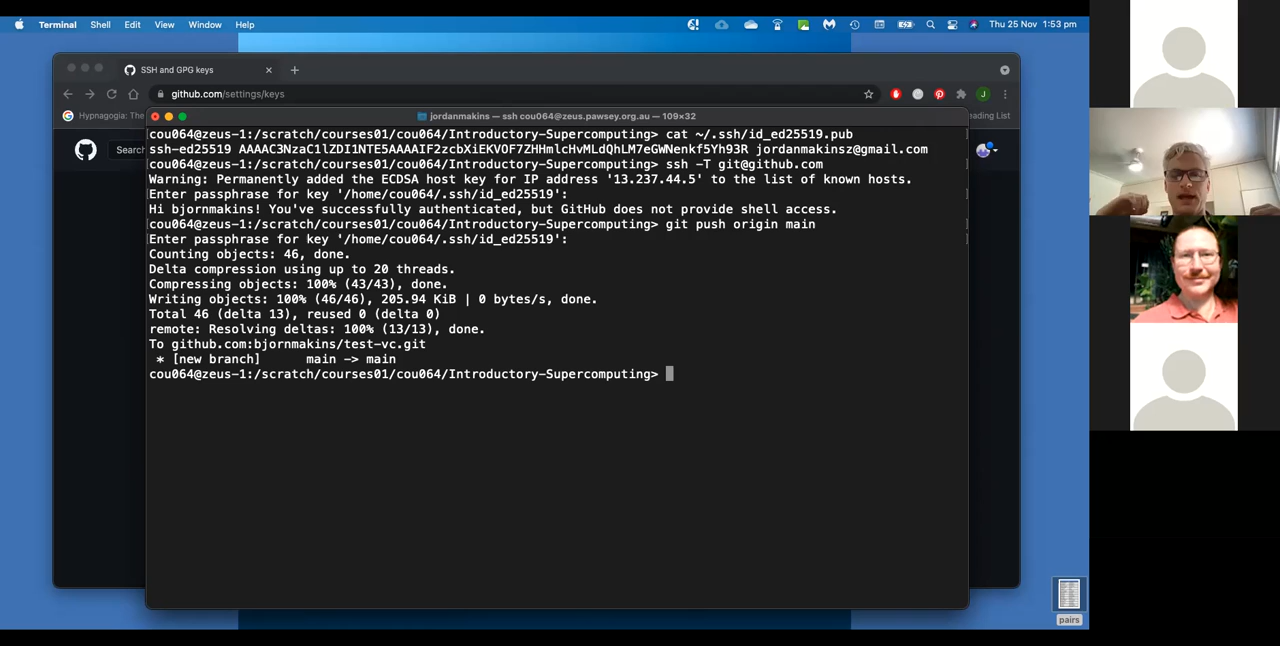 Terminal Shell Edit View Window Help Thu 25 Nov 1:53 pm
SSH and GPG keys
github.com/settings/keys
Hypnagogia: The
eading List
jordanmakins — ssh cou064@zeus.pawsey.org.au — 109×32
Search
cou064@zeus-1:/scratch/courses01/cou064/Introductory-Supercomputing> cat ~/.ssh/id_ed25519.pub
ssh-ed25519 AAAAC3NzaC1lZDI1NTE5AAAAIF2zcbXiEKVOF7ZHHmlcHvMLdQhLM7eGWNenkf5Yh93R jordanmakinsz@gmail.com
cou064@zeus-1:/scratch/courses01/cou064/Introductory-Supercomputing> ssh -T git@github.com
Warning: Permanently added the ECDSA host key for IP address '13.237.44.5' to the list of known hosts.
Enter passphrase for key '/home/cou064/.ssh/id_ed25519':
Hi bjornmakins! You've successfully authenticated, but GitHub does not provide shell access.
cou064@zeus-1:/scratch/courses01/cou064/Introductory-Supercomputing> git push origin main
Enter passphrase for key '/home/cou064/.ssh/id_ed25519':
Counting objects: 46, done.
Delta compression using up to 20 threads.
Compressing objects: 100% (43/43), done.
Writing objects: 100% (46/46), 205.94 KiB | 0 bytes/s, done.
Total 46 (delta 13), reused 0 (delta 0)
remote: Resolving deltas: 100% (13/13), done.
To github.com:bjornmakins/test-vc.git
* [new branch] main -> main
cou064@zeus-1:/scratch/courses01/cou064/Introductory-Supercomputing>
pairs